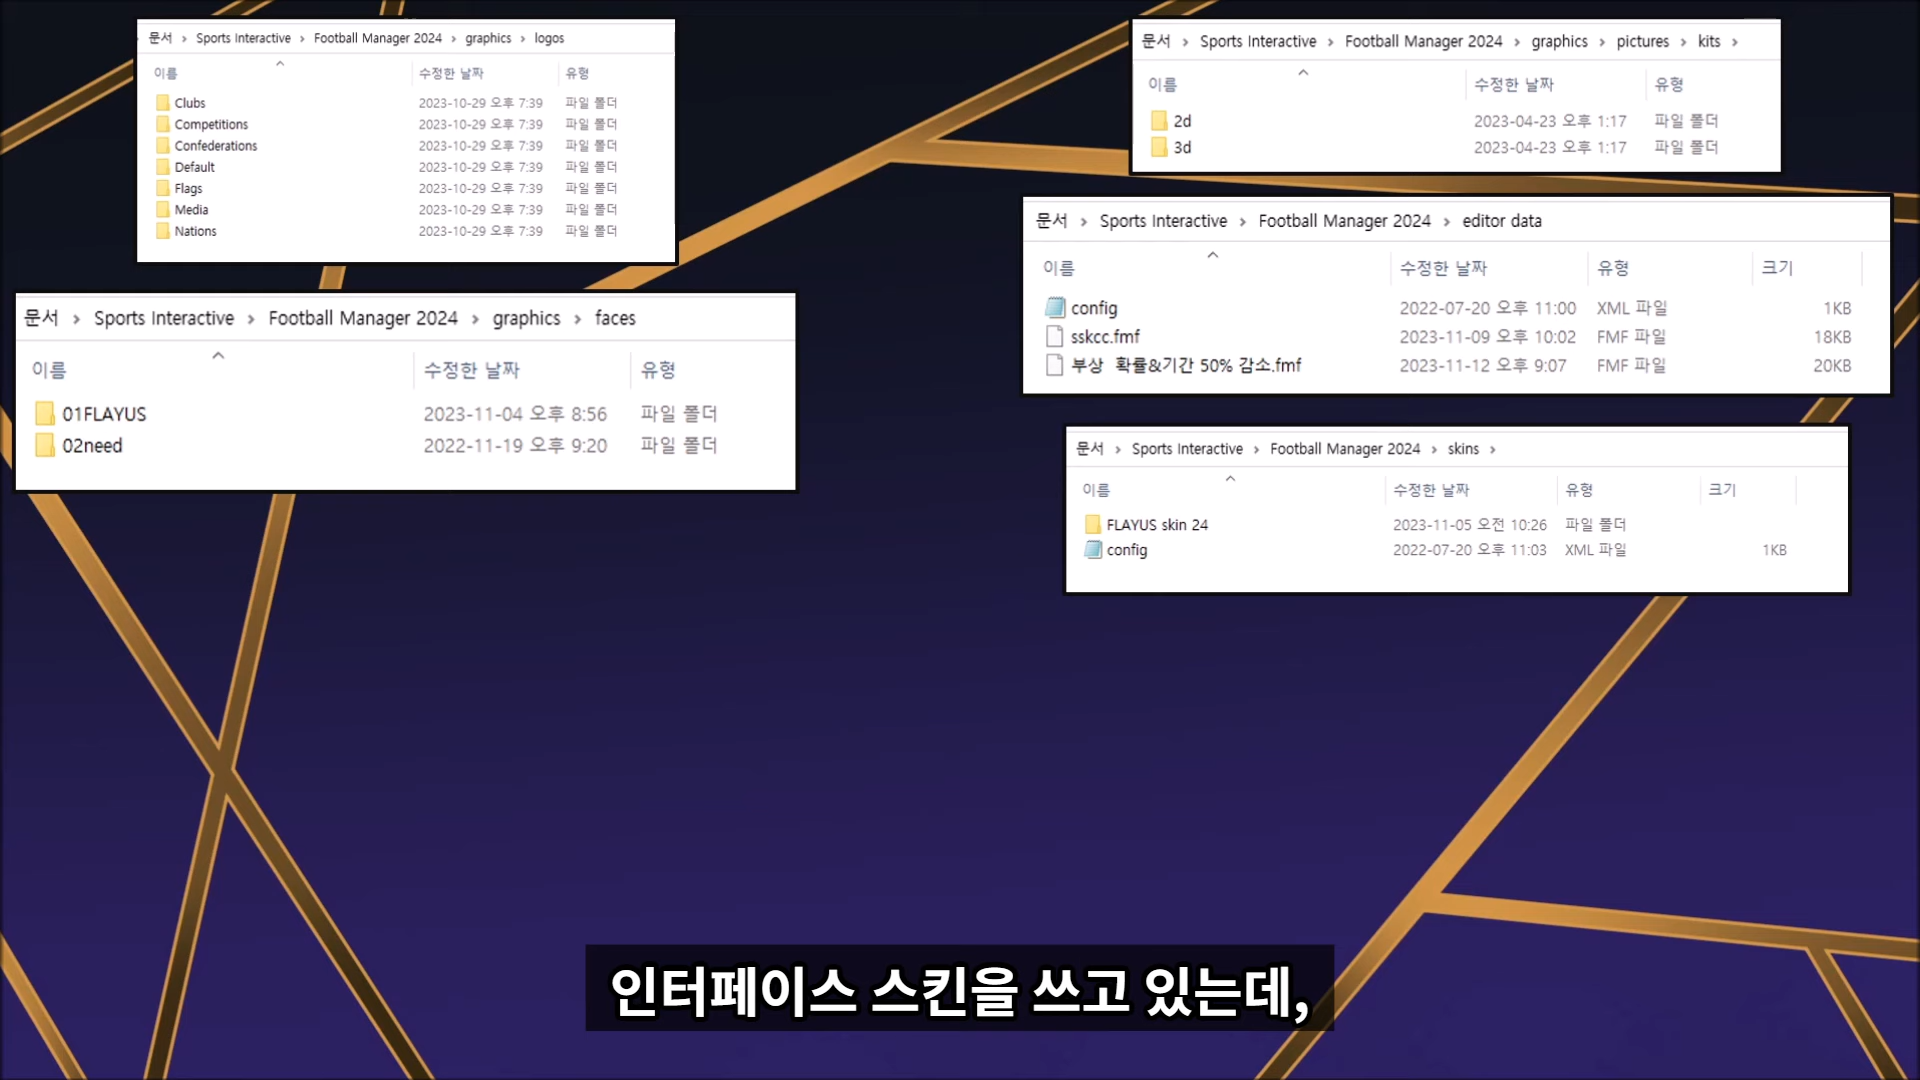 문서 › Sports Interactive › Football Manager 2024 › graphics › logos
이름 수정한 날짜 유형
Clubs 2023-10-29 오후 7:39 파일 폴더
Competitions 2023-10-29 오후 7:39 파일 폴더
Confederations 2023-10-29 오후 7:39 파일 폴더
Default 2023-10-29 오후 7:39 파일 폴더
Flags 2023-10-29 오후 7:39 파일 폴더
Media 2023-10-29 오후 7:39 파일 폴더
Nations 2023-10-29 오후 7:39 파일 폴더
문서 › Sports Interactive › Football Manager 2024 › graphics › faces
이름 수정한 날짜 유형
01FLAYUS 2023-11-04 오후 8:56 파일 폴더
02need 2022-11-19 오후 9:20 파일 폴더
문서 › Sports Interactive › Football Manager 2024 › graphics › pictures › kits ›
이름 수정한 날짜 유형
2d 2023-04-23 오후 1:17 파일 폴더
3d 2023-04-23 오후 1:17 파일 폴더
문서 › Sports Interactive › Football Manager 2024 › editor data
이름 수정한 날짜 유형 크기
config 2022-07-20 오후 11:00 XML 파일 1KB
sskcc.fmf 2023-11-09 오후 10:02 FMF 파일 18KB
부상 확률&기간 50% 감소.fmf 2023-11-12 오후 9:07 FMF 파일 20KB
문서 › Sports Interactive › Football Manager 2024 › skins ›
이름 수정한 날짜 유형 크기
FLAYUS skin 24 2023-11-05 오전 10:26 파일 폴더
config 2022-07-20 오후 11:03 XML 파일 1KB
인터페이스 스킨을 쓰고 있는데,